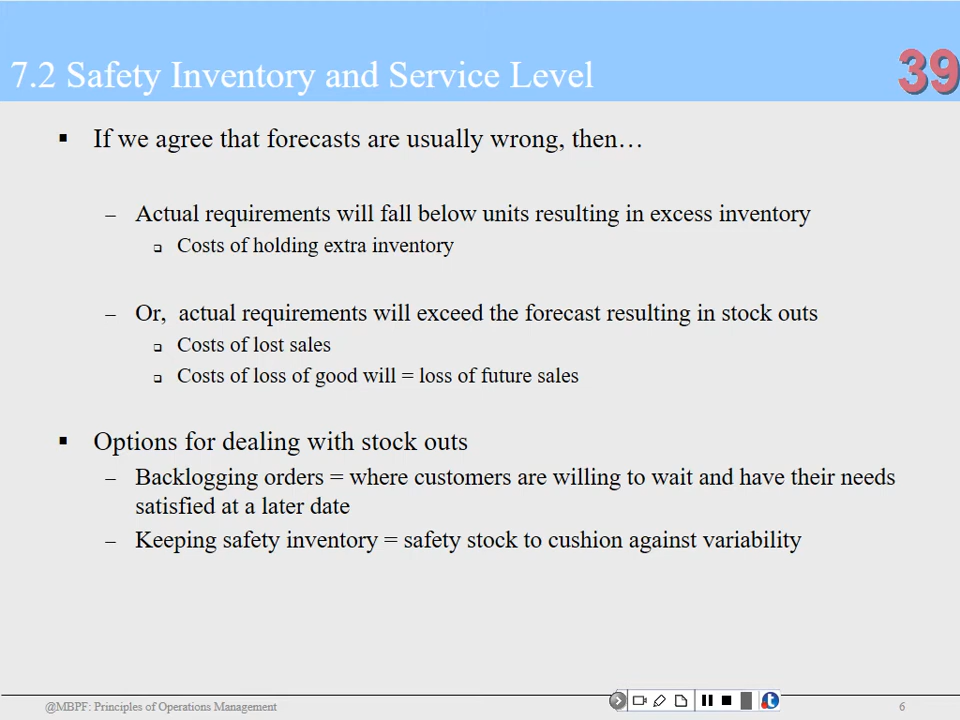 7.2 Safety Inventory and Service Level
39
If we agree that forecasts are usually wrong, then…
– Actual requirements will fall below units resulting in excess inventory
Costs of holding extra inventory
– Or,  actual requirements will exceed the forecast resulting in stock outs
Costs of lost sales
Costs of loss of good will = loss of future sales
Options for dealing with stock outs
– Backlogging orders = where customers are willing to wait and have their needs
satisfied at a later date
– Keeping safety inventory = safety stock to cushion against variability
@MBPF: Principles of Operations Management
t
6